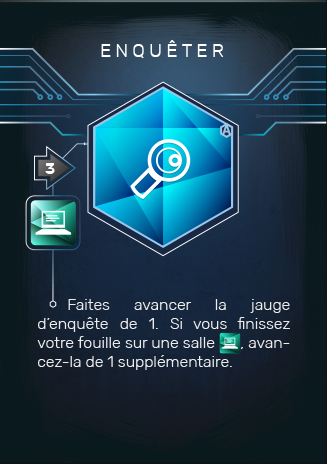 ENQUÊTER
3
Faites avancer la jauge
d'enquête de 1. Si vous finissez
votre fouille sur une salle , avan-
cez-la de 1 supplémentaire.